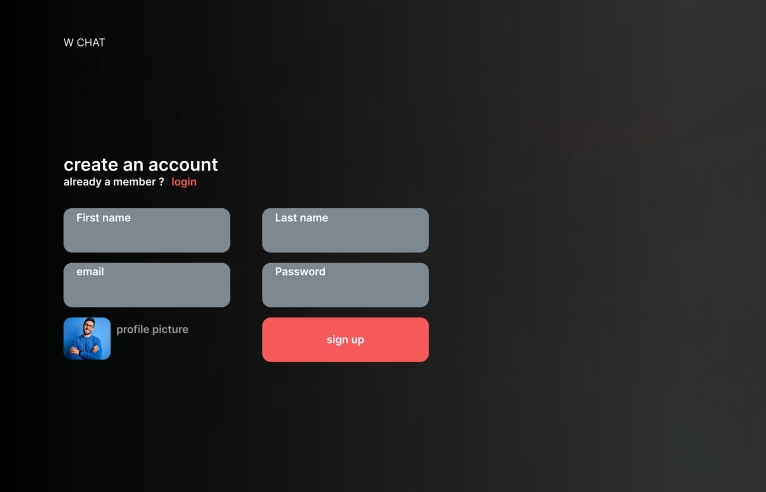 W CHAT
create an account
already a member ? login
First name
Last name
email
Password
profile picture
sign up